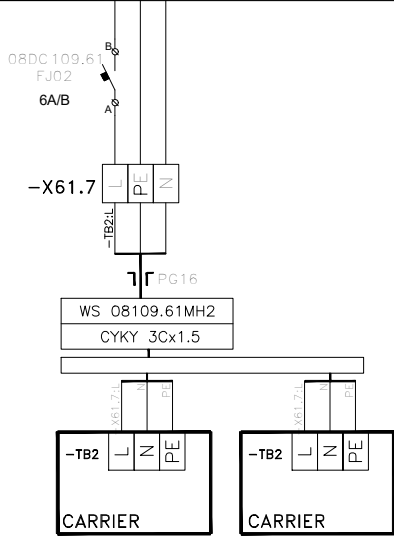 B
08DC109.61
FJ02
6A/B
A
-X61.7 L PE N
-TB2:L
PG16
WS 08109.61MH2
CYKY 3Cx1.5
X61.7:L N PE X61.7:L N PE
-TB2 L N PE -TB2 L N PE
CARRIER CARRIER